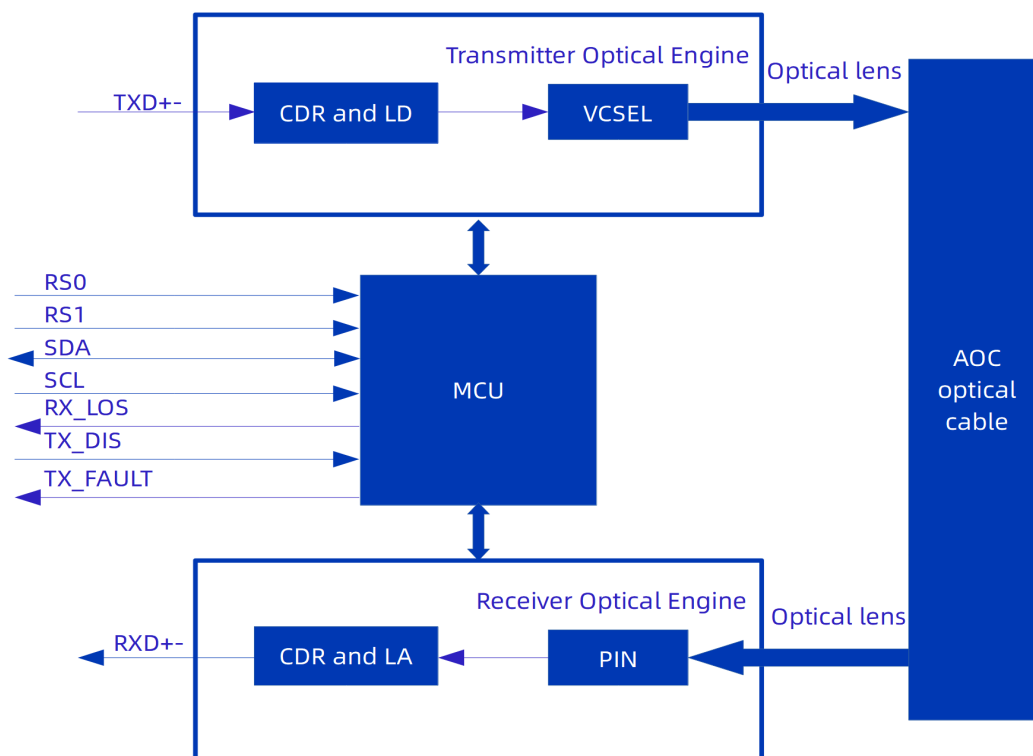 Transmitter Optical Engine
Optical lens
TXD+-
CDR and LD
VCSEL
RS0
RS1
SDA
SCL
RX_LOS
TX_DIS
TX_FAULT
MCU
AOC
optical
cable
Receiver Optical Engine
Optical lens
RXD+-
CDR and LA
PIN